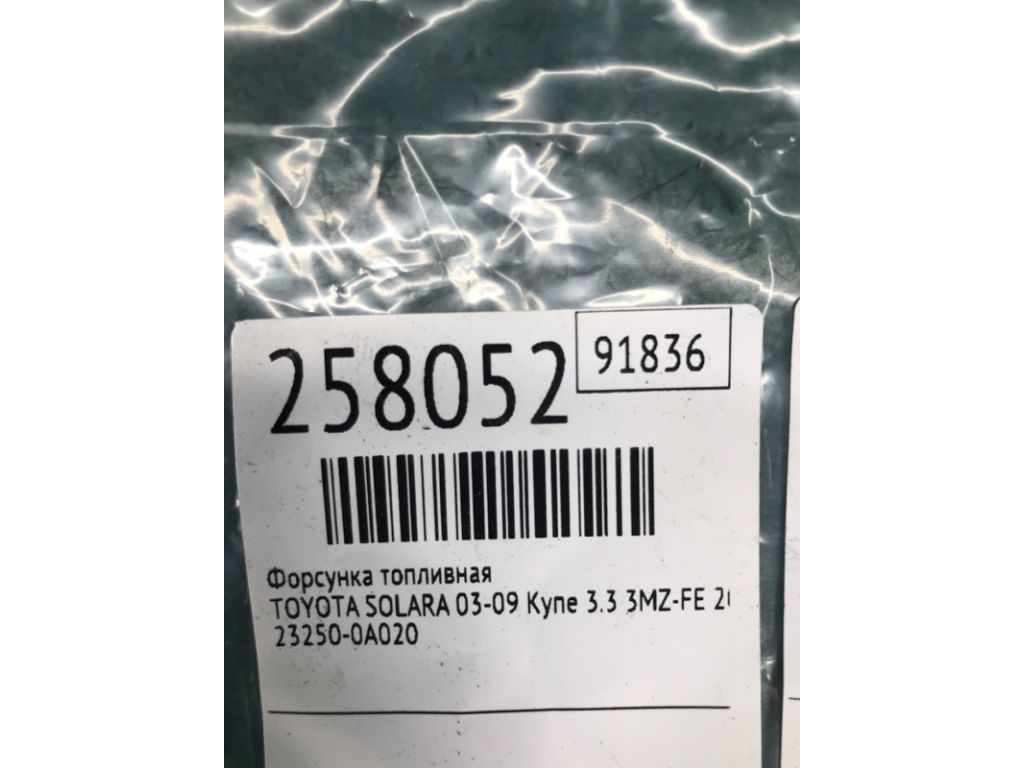 258052
91836
Форсунка топливная
TOYOTA SOLARA 03-09 Купе 3.3 3MZ-FE
23250-0A020